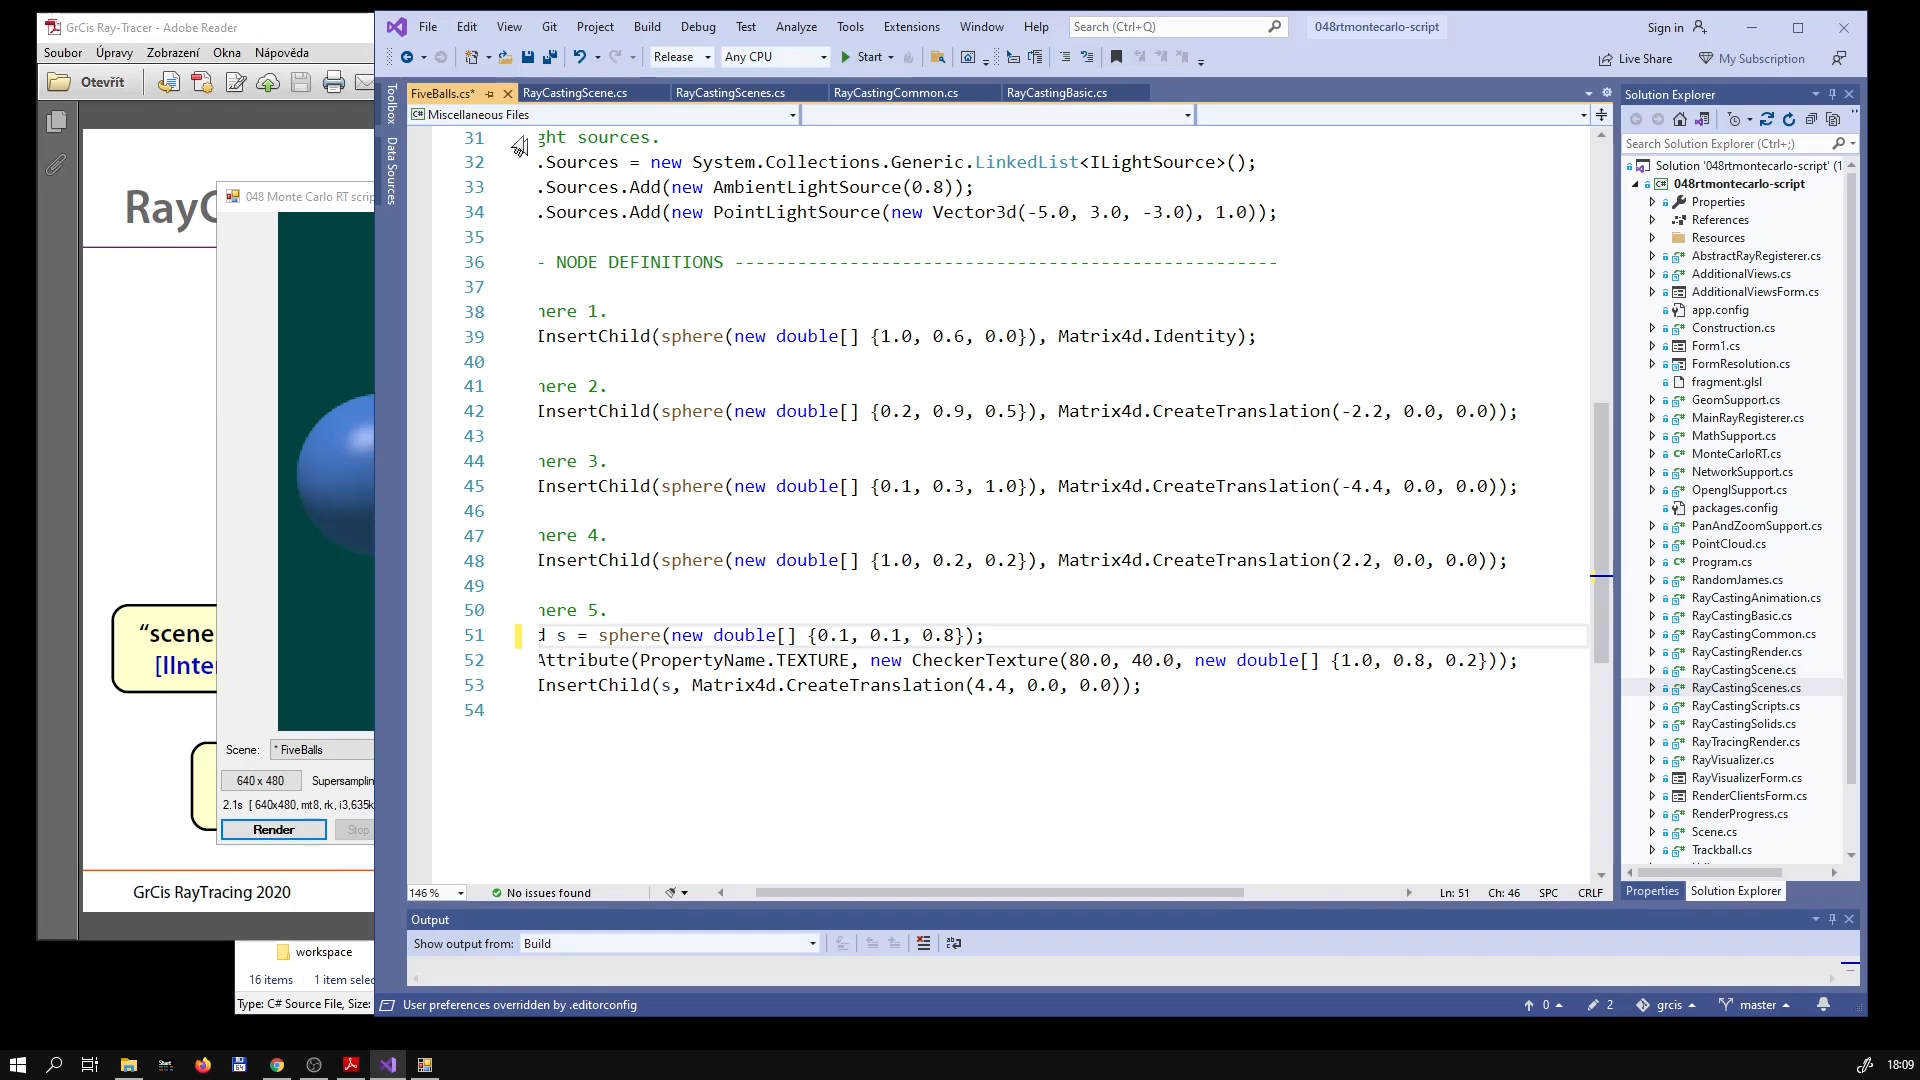 GrCis Ray-Tracer - Adobe Reader
Soubor Úpravy Zobrazení Okna Nápověda
Otevřít
RayC
048 Monte Carlo RT scrip
"scene
[IInte
Scene: * FiveBalls
640 x 480 Supersamplin
2.1s [ 640x480, mt8, rk, i3,635k
Render Stop
GrCis RayTracing 2020
workspace
16 items 1 item selec
Type: C# Source File, Size:
File Edit View Git Project Build Debug Test Analyze Tools Extensions Window Help
Search (Ctrl+Q)
048rtmontecarlo-script
Sign in
Release Any CPU Start
Live Share My Subscription
Toolbox
Data Sources
FiveBalls.cs* RayCastingScene.cs RayCastingScenes.cs RayCastingCommon.cs RayCastingBasic.cs
Miscellaneous Files
31 ght sources.
32 .Sources = new System.Collections.Generic.LinkedList<ILightSource>();
33 .Sources.Add(new AmbientLightSource(0.8));
34 .Sources.Add(new PointLightSource(new Vector3d(-5.0, 3.0, -3.0), 1.0));
35
36 - NODE DEFINITIONS ----------------------------------------------------
37
38 here 1.
39 InsertChild(sphere(new double[] {1.0, 0.6, 0.0}), Matrix4d.Identity);
40
41 here 2.
42 InsertChild(sphere(new double[] {0.2, 0.9, 0.5}), Matrix4d.CreateTranslation(-2.2, 0.0, 0.0));
43
44 here 3.
45 InsertChild(sphere(new double[] {0.1, 0.3, 1.0}), Matrix4d.CreateTranslation(-4.4, 0.0, 0.0));
46
47 here 4.
48 InsertChild(sphere(new double[] {1.0, 0.2, 0.2}), Matrix4d.CreateTranslation(2.2, 0.0, 0.0));
49
50 here 5.
51 d s = sphere(new double[] {0.1, 0.1, 0.8});
52 Attribute(PropertyName.TEXTURE, new CheckerTexture(80.0, 40.0, new double[] {1.0, 0.8, 0.2}));
53 InsertChild(s, Matrix4d.CreateTranslation(4.4, 0.0, 0.0));
54
146 % No issues found Ln: 51 Ch: 46 SPC CRLF
Output
Show output from: Build
User preferences overridden by .editorconfig
0 2 grcis master
Solution Explorer
Search Solution Explorer (Ctrl+;)
Solution '048rtmontecarlo-script' (1
048rtmontecarlo-script
Properties
References
Resources
AbstractRayRegisterer.cs
AdditionalViews.cs
AdditionalViewsForm.cs
app.config
Construction.cs
Form1.cs
FormResolution.cs
fragment.glsl
GeomSupport.cs
MainRayRegisterer.cs
MathSupport.cs
MonteCarloRT.cs
NetworkSupport.cs
OpenglSupport.cs
packages.config
PanAndZoomSupport.cs
PointCloud.cs
Program.cs
RandomJames.cs
RayCastingAnimation.cs
RayCastingBasic.cs
RayCastingCommon.cs
RayCastingRender.cs
RayCastingScene.cs
RayCastingScenes.cs
RayCastingScripts.cs
RayCastingSolids.cs
RayTracingRender.cs
RayVisualizer.cs
RayVisualizerForm.cs
RenderClientsForm.cs
RenderProgress.cs
Scene.cs
Trackball.cs
Properties Solution Explorer
18:09